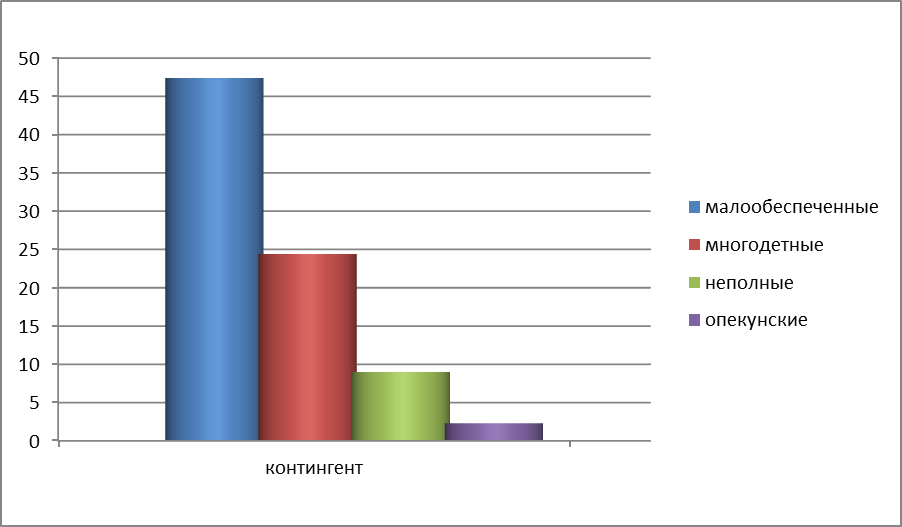 50
45
40
35
30
25
20
15
10
5
0
контингент
малообеспеченные
многодетные
неполные
опекунские